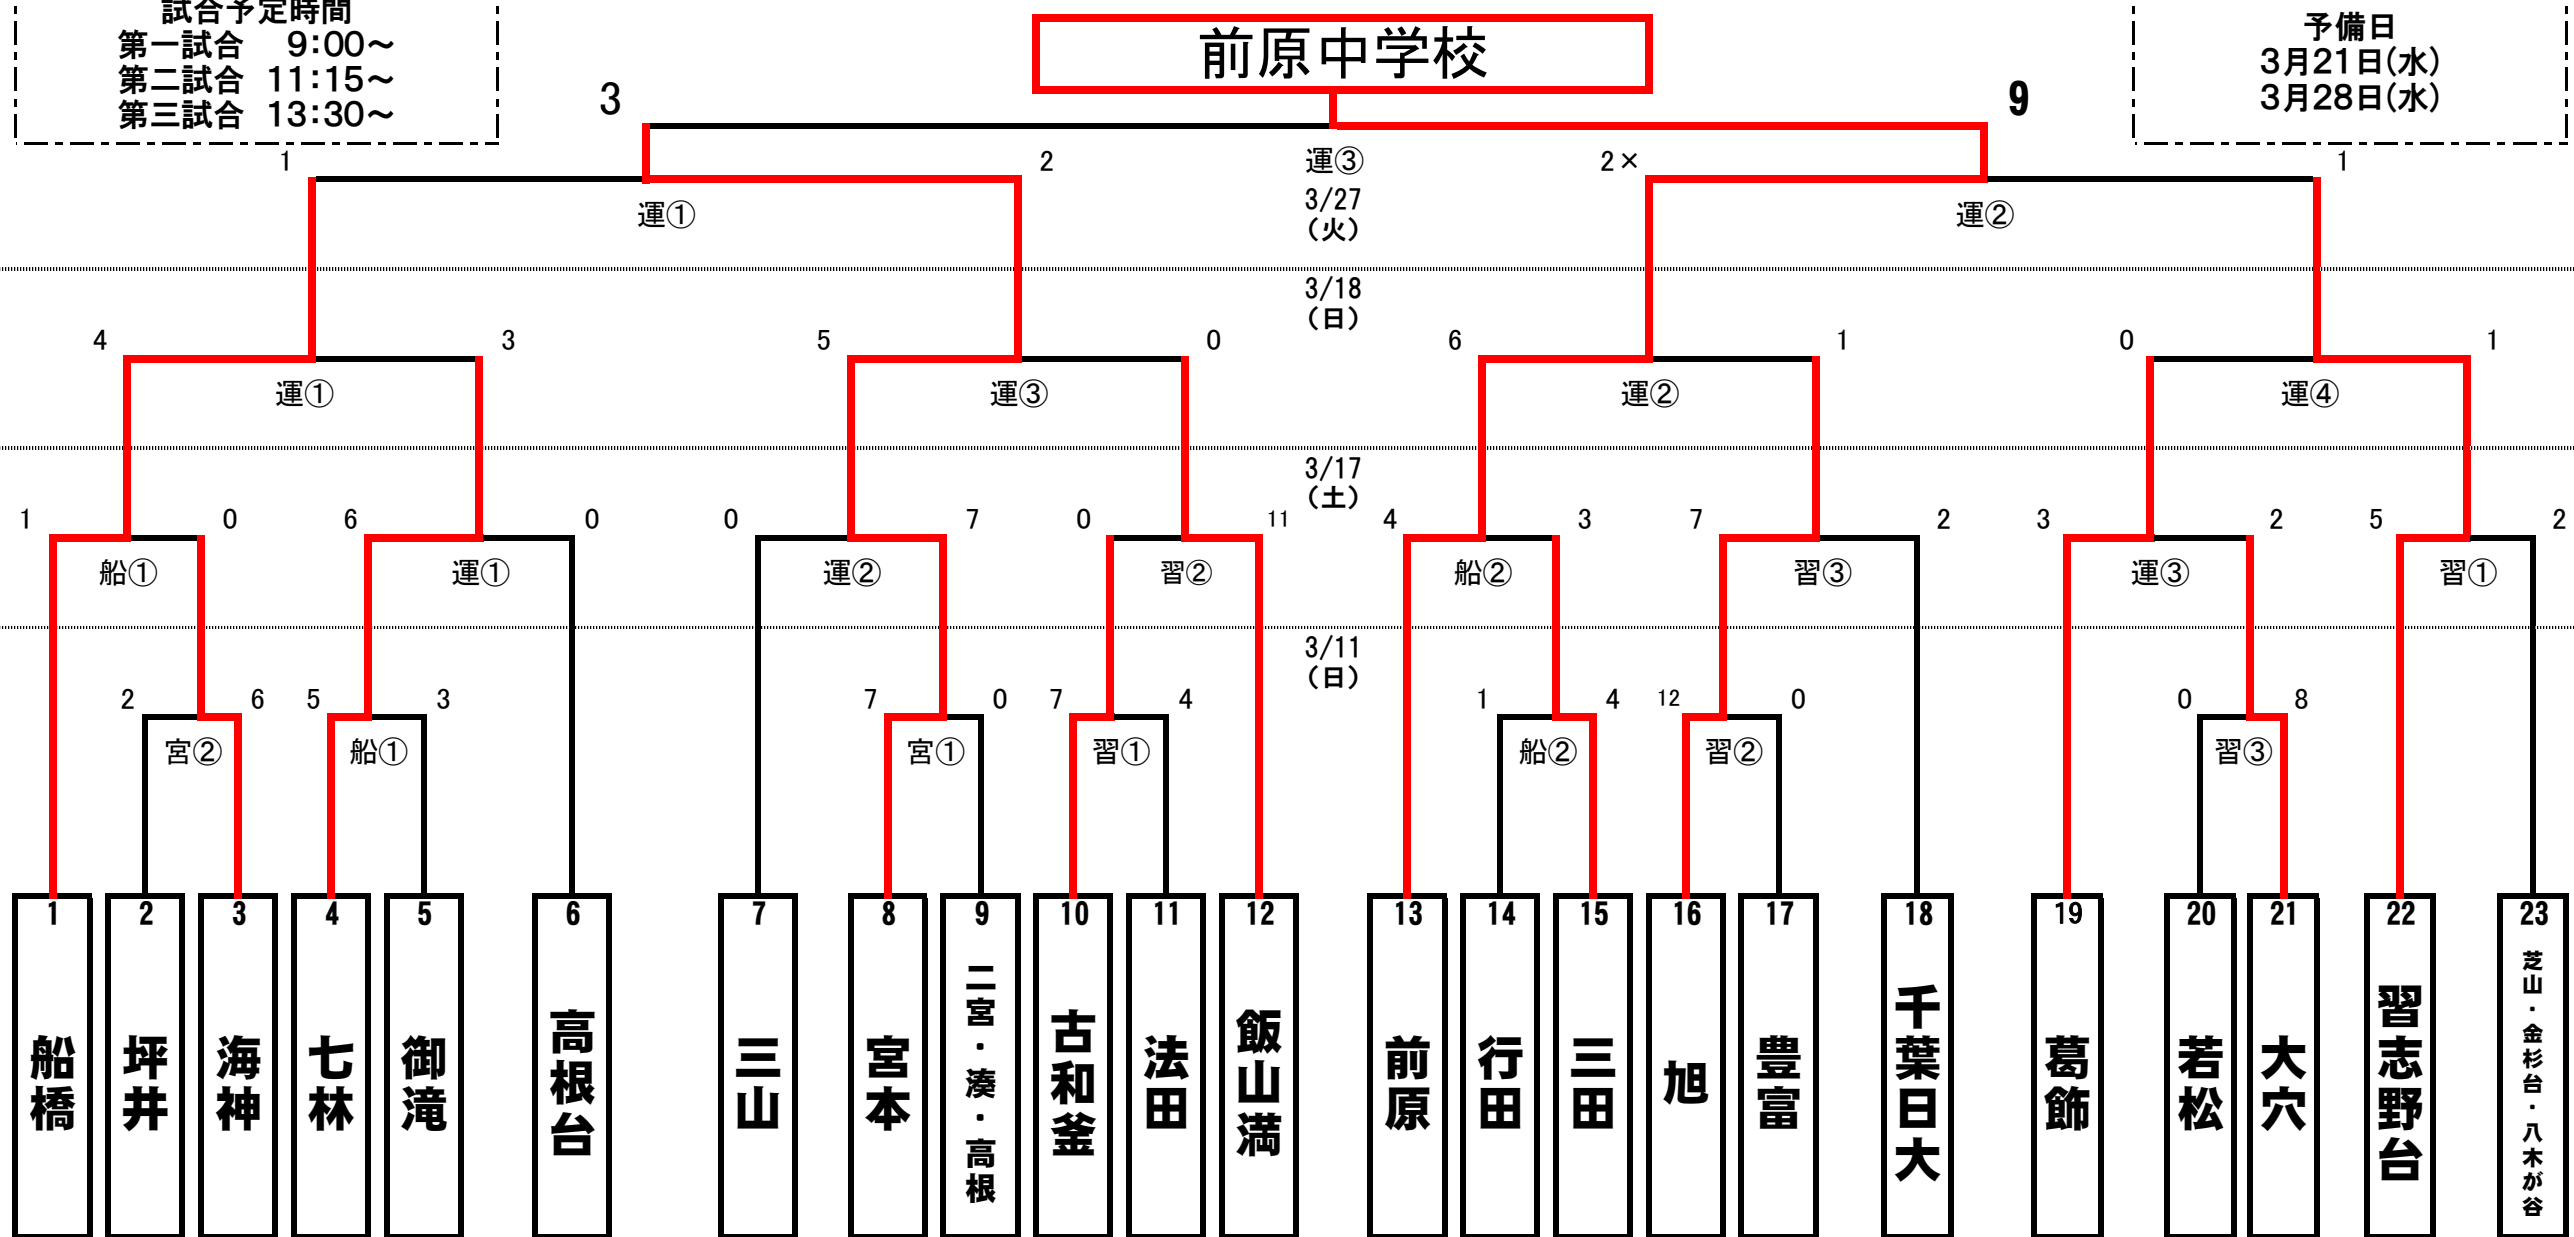 試合予定時間
第一試合 9:00～
第二試合 11:15～
第三試合 13:30～
前原中学校
予備日
3月21日(水)
3月28日(水)
3 9
1 2 運③ 2× 1
3/27
(火)
運① 運②
3/18
(日)
4 3 5 0 6 1 0 1
運① 運③ 運② 運④
3/17
(土)
1 0 6 0 0 7 0 11 4 3 7 2 3 2 5 2
船① 運① 運② 習② 船② 習③ 運③ 習①
3/11
(日)
2 6 5 3 7 0 7 4 1 4 12 0 0 8
宮② 船① 宮① 習① 船② 習② 習③
1 船橋
2 坪井
3 海神
4 七林
5 御滝
6 高根台
7 三山
8 宮本
9 二宮・湊・高根
10 古和釜
11 法田
12 飯山満
13 前原
14 行田
15 三田
16 旭
17 豊富
18 千葉日大
19 葛飾
20 若松
21 大穴
22 習志野台
23 芝山・金杉台・八木が谷